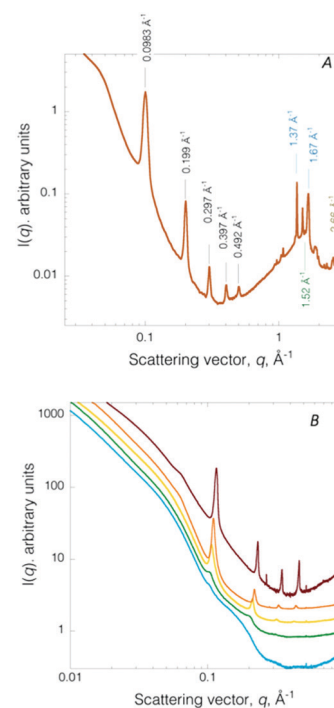 A
0.0983 Å-1
0.199 Å-1
0.297 Å-1
0.397 Å-1
0.492 Å-1
1.37 Å-1
1.67 Å-1
1.52 Å-1
I(q). arbitrary units
1
0.1
0.01
0.1
1
Scattering vector, q, Å-1
B
I(q). arbitrary units
1000
100
10
1
0.01
0.1
1
Scattering vector, q, Å-1